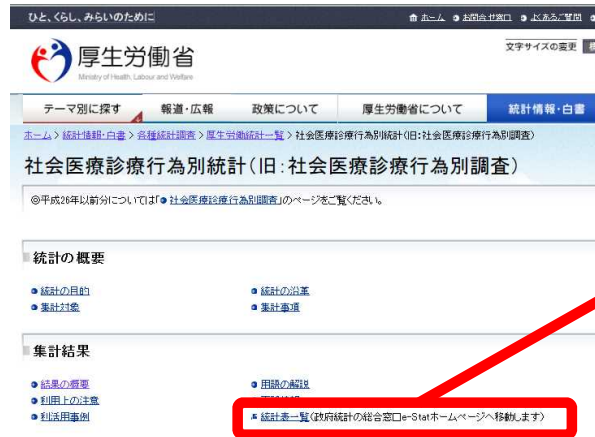 ひと、くらし、みらいのために
ホーム お問合せ窓口 よくあるご質問
厚生労働省
Ministry of Health, Labour and Welfare
文字サイズの変更
テーマ別に探す 報道・広報 政策について 厚生労働省について 統計情報・白書
ホーム > 統計情報・白書 > 各種統計調査 > 厚生労働統計一覧 > 社会医療診療行為別統計(旧:社会医療診療行為別調査)
社会医療診療行為別統計(旧:社会医療診療行為別調査)
◎平成26年以前分については「社会医療診療行為別調査」のページをご覧ください。
統計の概要
統計の目的 統計の沿革
集計対象 集計事項
集計結果
結果の概要 用語の解説
利用上の注意
利活用事例 統計表一覧(政府統計の総合窓口e-Statホームページへ移動します)